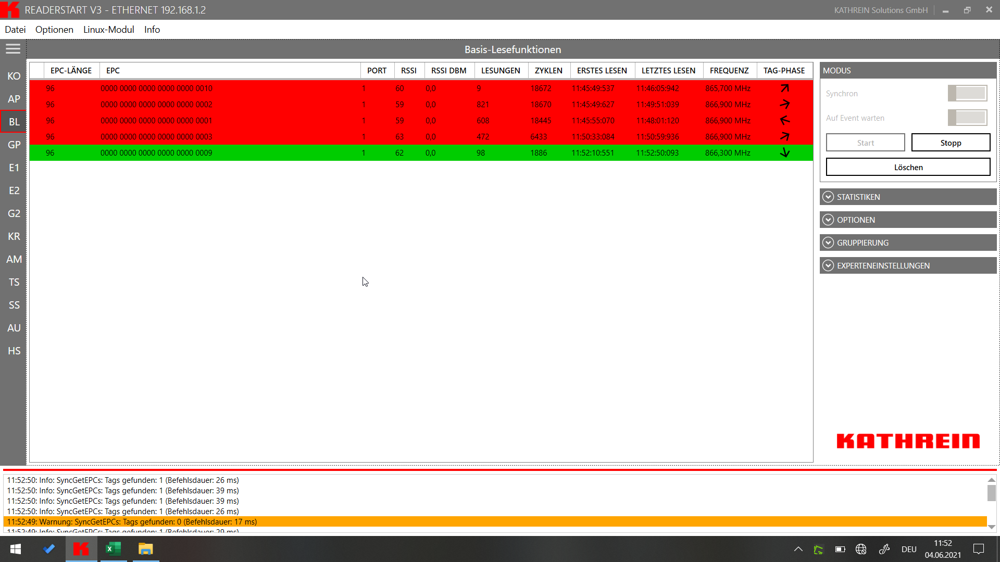 READERSTART V3 - ETHERNET 192.168.1.2
KATHREIN Solutions GmbH
Datei Optionen Linux-Modul Info
Basis-Lesefunktionen
EPC-LÄNGE EPC PORT RSSI RSSI DBM LESUNGEN ZYKLEN ERSTES LESEN LETZTES LESEN FREQUENZ TAG-PHASE
96 0000 0000 0000 0000 0000 0010 1 60 0,0 9 18672 11:45:49:537 11:46:05:942 865,700 MHz
96 0000 0000 0000 0000 0000 0002 1 59 0,0 821 18670 11:45:49:627 11:49:51:039 866,900 MHz
96 0000 0000 0000 0000 0000 0001 1 59 0,0 608 18445 11:45:55:070 11:48:01:120 866,900 MHz
96 0000 0000 0000 0000 0000 0003 1 63 0,0 472 6433 11:50:33:084 11:50:59:936 866,900 MHz
96 0000 0000 0000 0000 0000 0009 1 62 0,0 98 1886 11:52:10:551 11:52:50:093 866,300 MHz
KO
AP
BL
GP
E1
E2
G2
KR
AM
TS
SS
AU
HS
MODUS
Synchron
Auf Event warten
Start Stopp
Löschen
STATISTIKEN
OPTIONEN
GRUPPIERUNG
EXPERTENEINSTELLUNGEN
KATHREIN
11:52:50: Info: SyncGetEPCs: Tags gefunden: 1 (Befehlsdauer: 26 ms)
11:52:50: Info: SyncGetEPCs: Tags gefunden: 1 (Befehlsdauer: 39 ms)
11:52:50: Info: SyncGetEPCs: Tags gefunden: 1 (Befehlsdauer: 39 ms)
11:52:50: Info: SyncGetEPCs: Tags gefunden: 1 (Befehlsdauer: 26 ms)
11:52:49: Warnung: SyncGetEPCs: Tags gefunden: 0 (Befehlsdauer: 17 ms)
11:52:49: Info: SyncGetEPCs: Tags gefunden: 1 (Befehlsdauer: 29 ms)
DEU
11:52
04.06.2021